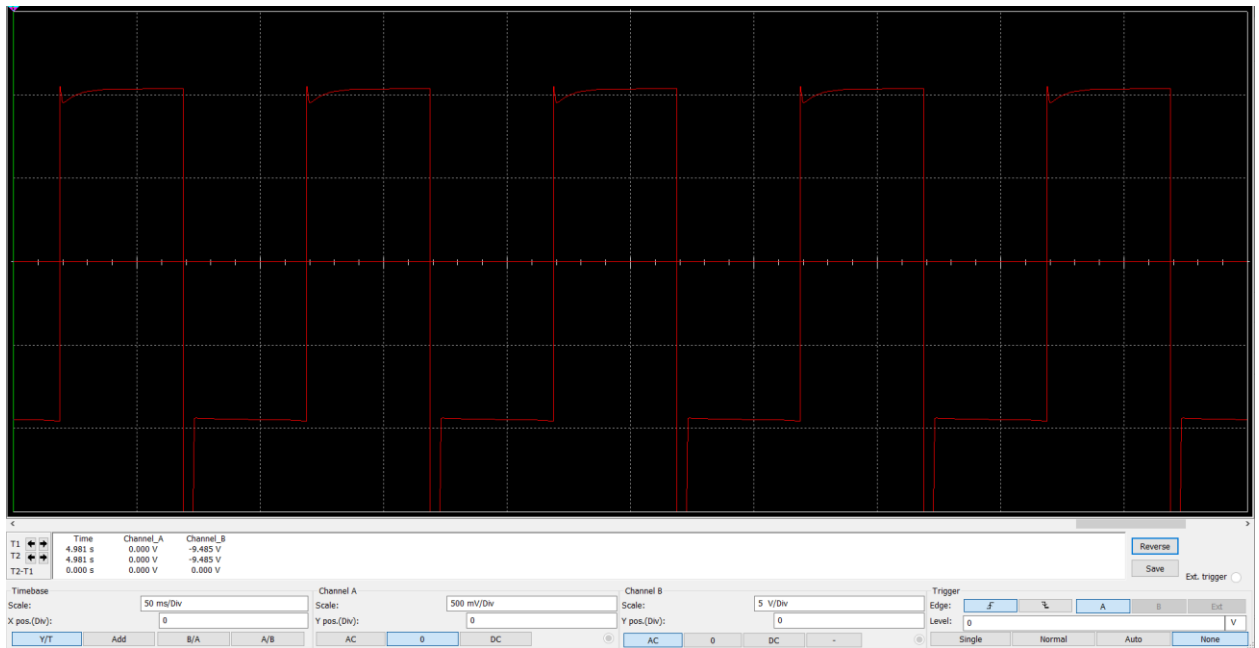 Time Channel_A Channel_B
T1 4.981 s 0.000 V -9.485 V
T2 4.981 s 0.000 V -9.485 V
T2-T1 0.000 s 0.000 V 0.000 V
Reverse
Save
Ext. trigger
Timebase
Scale: 50 ms/Div
X pos.(Div): 0
Y/T Add B/A A/B
Channel A
Scale: 500 mV/Div
Y pos.(Div): 0
AC 0 DC
Channel B
Scale: 5 V/Div
Y pos.(Div): 0
AC 0 DC -
Trigger
Edge: A B Ext
Level: 0 V
Single Normal Auto None